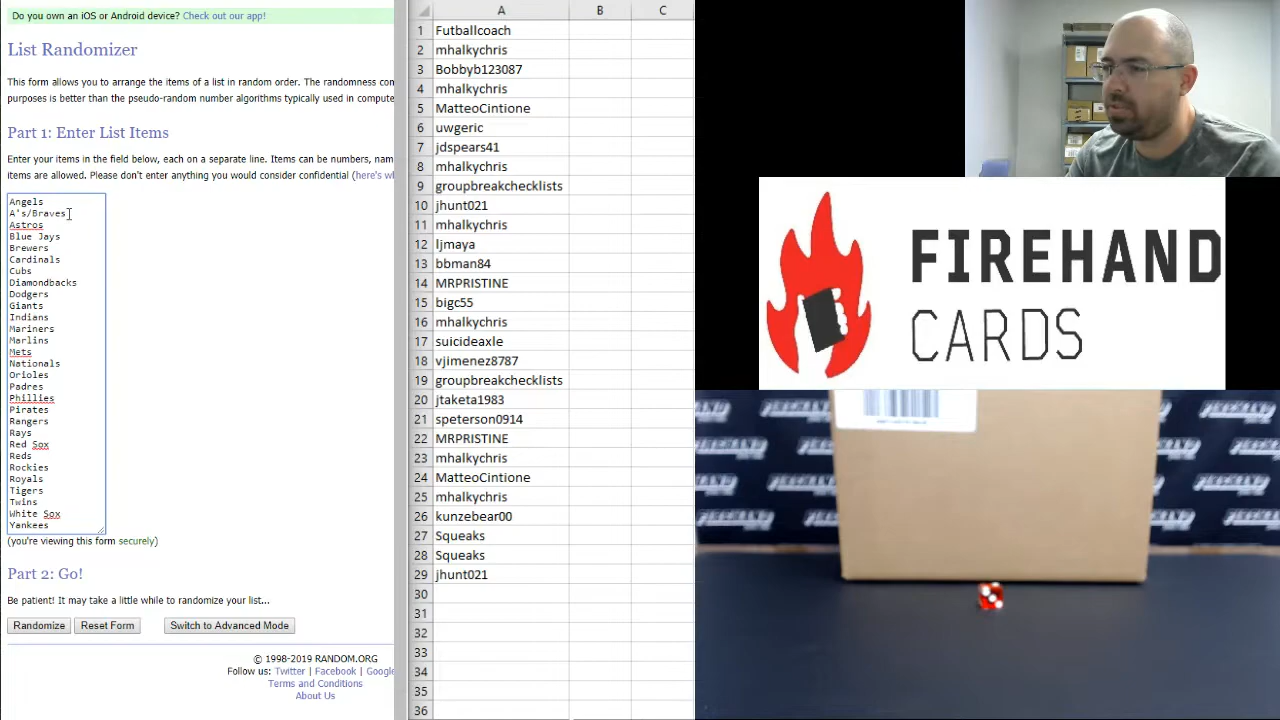 Do you own an iOS or Android device? Check out our app!
List Randomizer
This form allows you to arrange the items of a list in random order. The randomness con
purposes is better than the pseudo-random number algorithms typically used in compute
Part 1: Enter List Items
Enter your items in the field below, each on a separate line. Items can be numbers, nam
items are allowed. Please don't enter anything you would consider confidential (here's wh
Angels
A's/Braves
Astros
Blue Jays
Brewers
Cardinals
Cubs
Diamondbacks
Dodgers
Giants
Indians
Mariners
Marlins
Mets
Nationals
Orioles
Padres
Phillies
Pirates
Rangers
Rays
Red Sox
Reds
Rockies
Royals
Tigers
Twins
White Sox
Yankees
(you're viewing this form securely)
Part 2: Go!
Be patient! It may take a little while to randomize your list...
Randomize Reset Form Switch to Advanced Mode
© 1998-2019 RANDOM.ORG
Follow us: Twitter | Facebook | Google
Terms and Conditions
About Us
A B C
1 Futballcoach
2 mhalkychris
3 Bobbyb123087
4 mhalkychris
5 MatteoCintione
6 uwgeric
7 jdspears41
8 mhalkychris
9 groupbreakchecklists
10 jhunt021
11 mhalkychris
12 ljmaya
13 bbman84
14 MRPRISTINE
15 bigc55
16 mhalkychris
17 suicideaxle
18 vjimenez8787
19 groupbreakchecklists
20 jtaketa1983
21 speterson0914
22 MRPRISTINE
23 mhalkychris
24 MatteoCintione
25 mhalkychris
26 kunzebear00
27 Squeaks
28 Squeaks
29 jhunt021
30
31
32
33
34
35
36
FIREHAND
CARDS